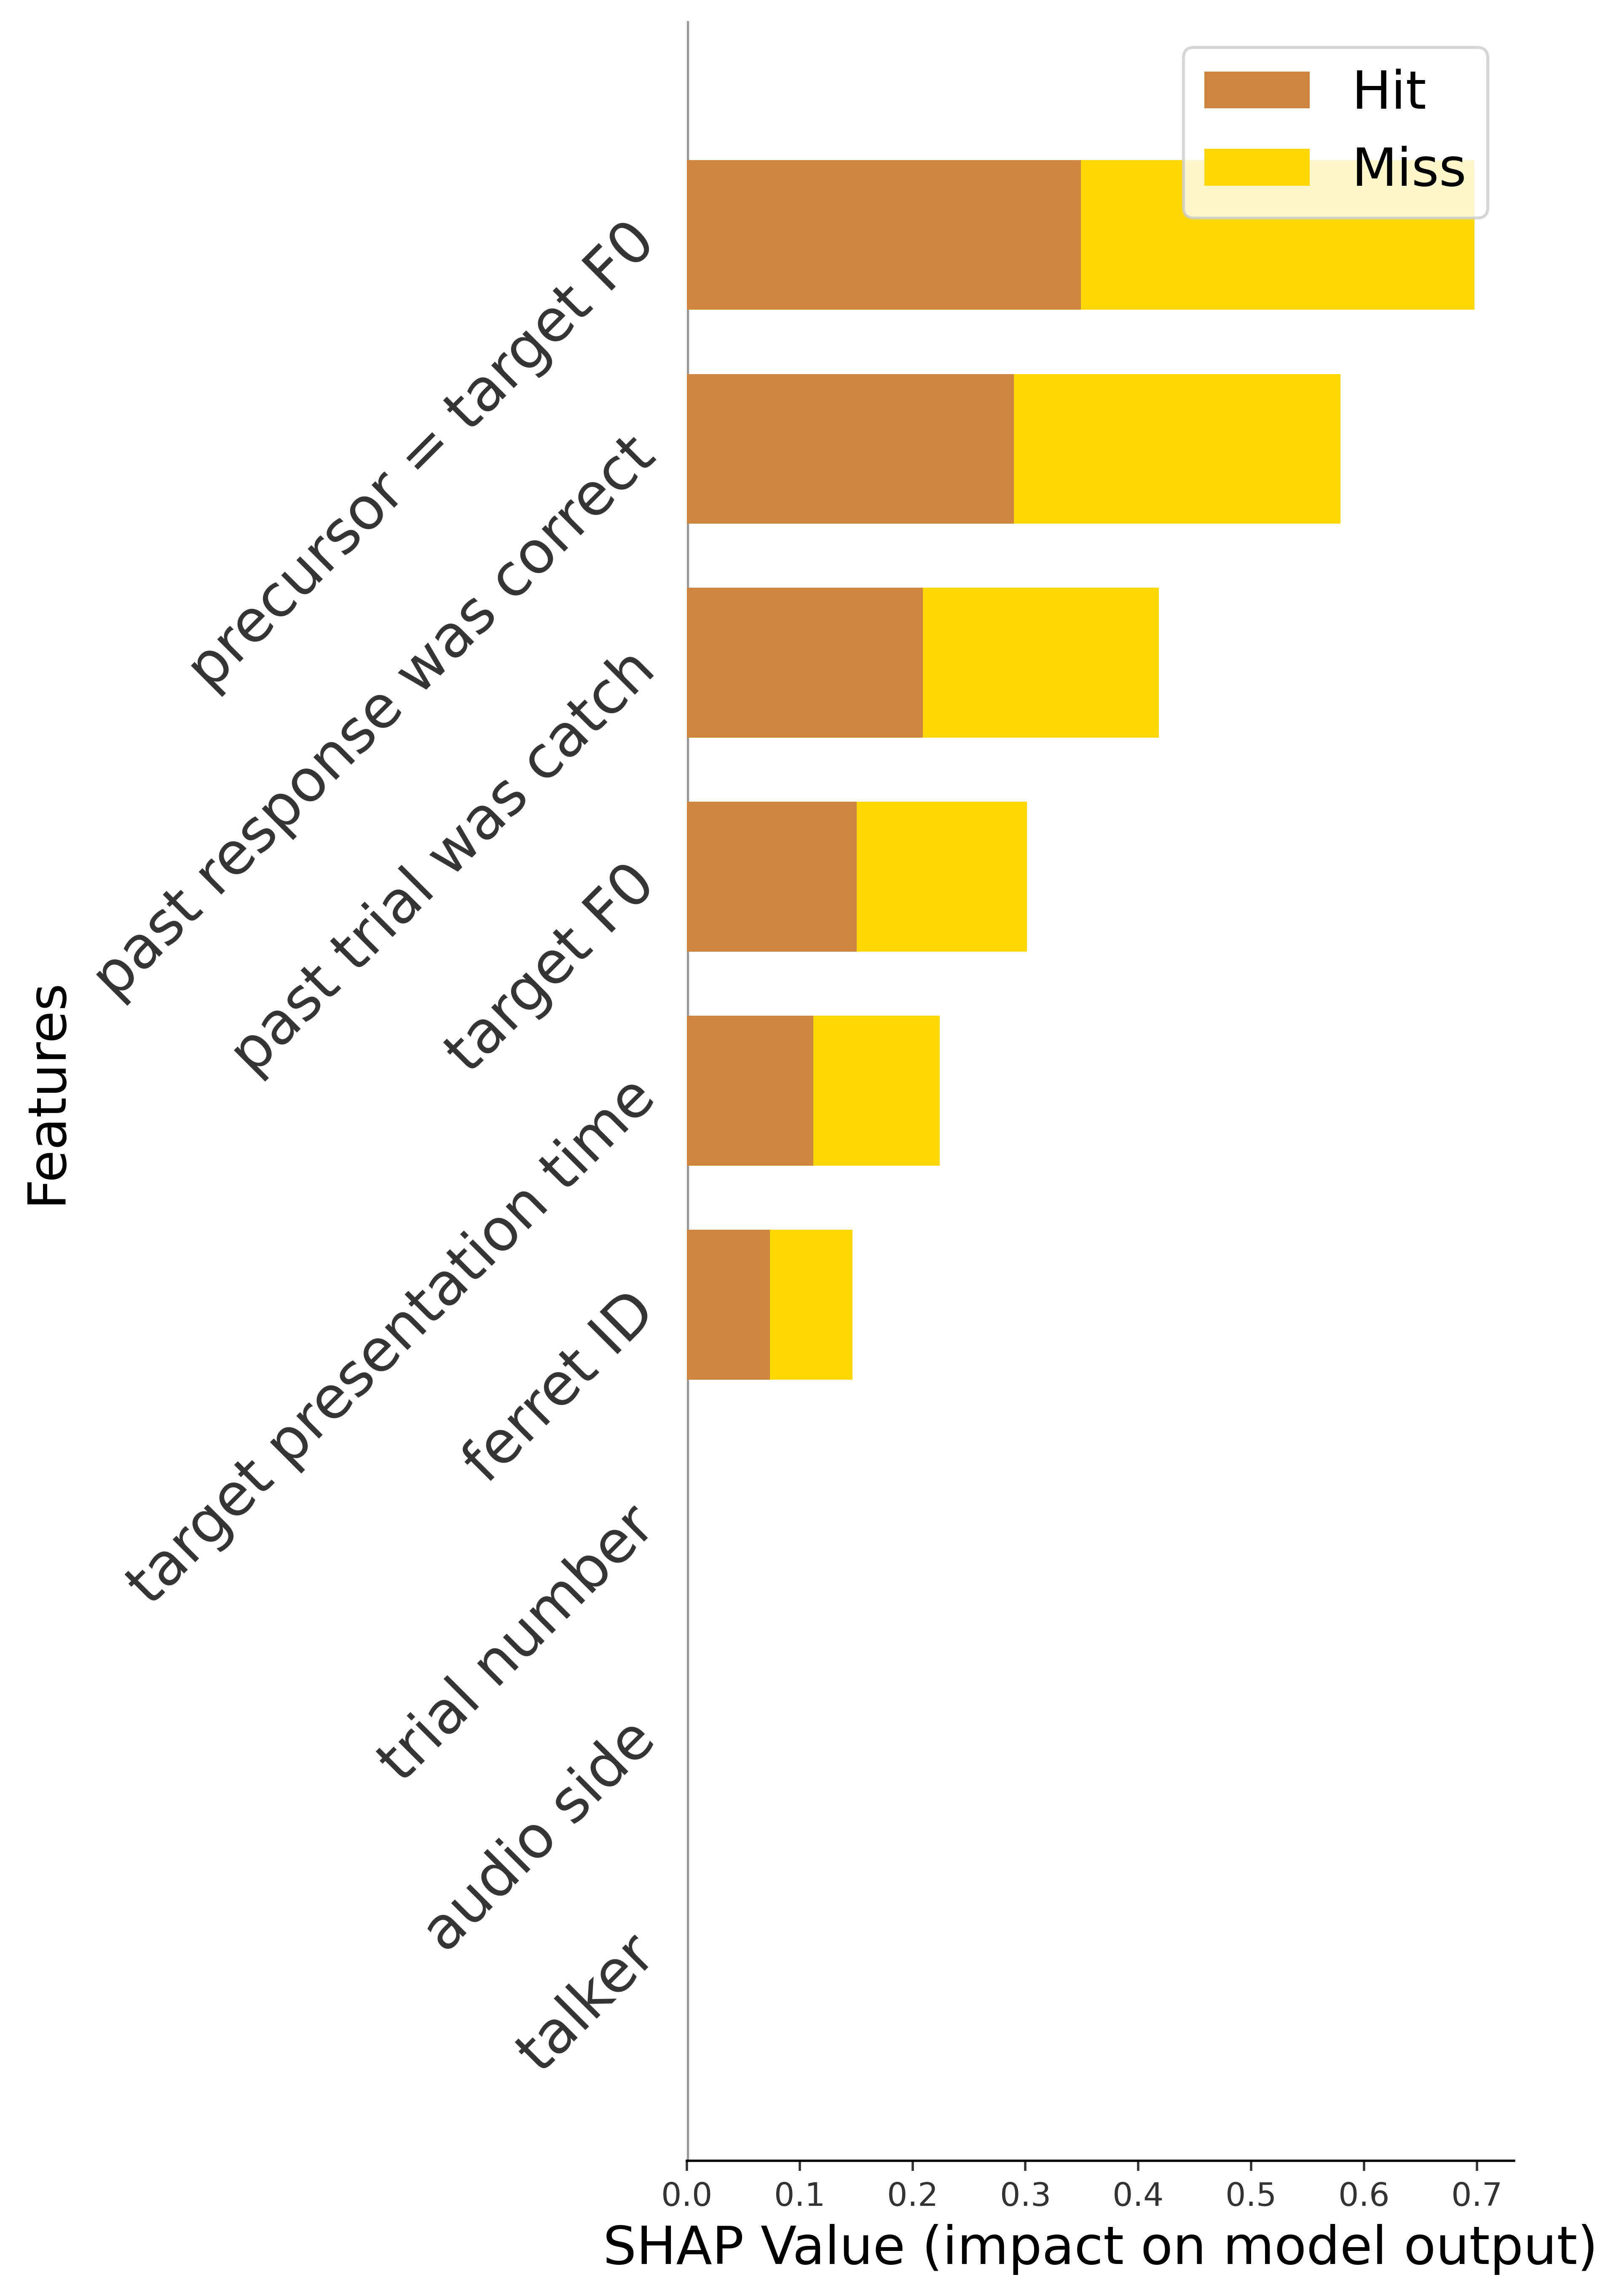 Hit
Miss
precursor = target F0
past response was correct
past trial was catch
target F0
target presentation time
ferret ID
trial number
audio side
talker
Features
0.0 0.1 0.2 0.3 0.4 0.5 0.6 0.7
SHAP Value (impact on model output)